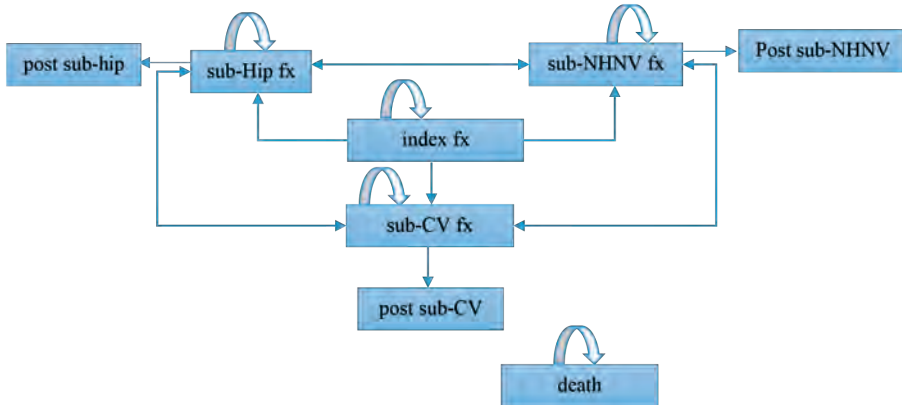 post sub-hip
sub-Hip fx
sub-NHNV fx
Post sub-NHNV
index fx
sub-CV fx
post sub-CV
death